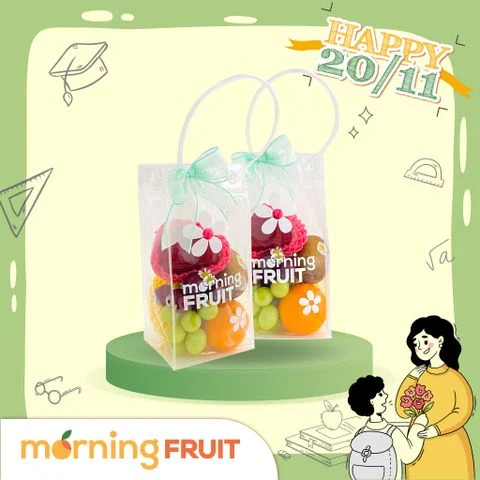 HAPPY
20/11
morning
FRUIT
morning
FRUIT
√a
morning FRUIT